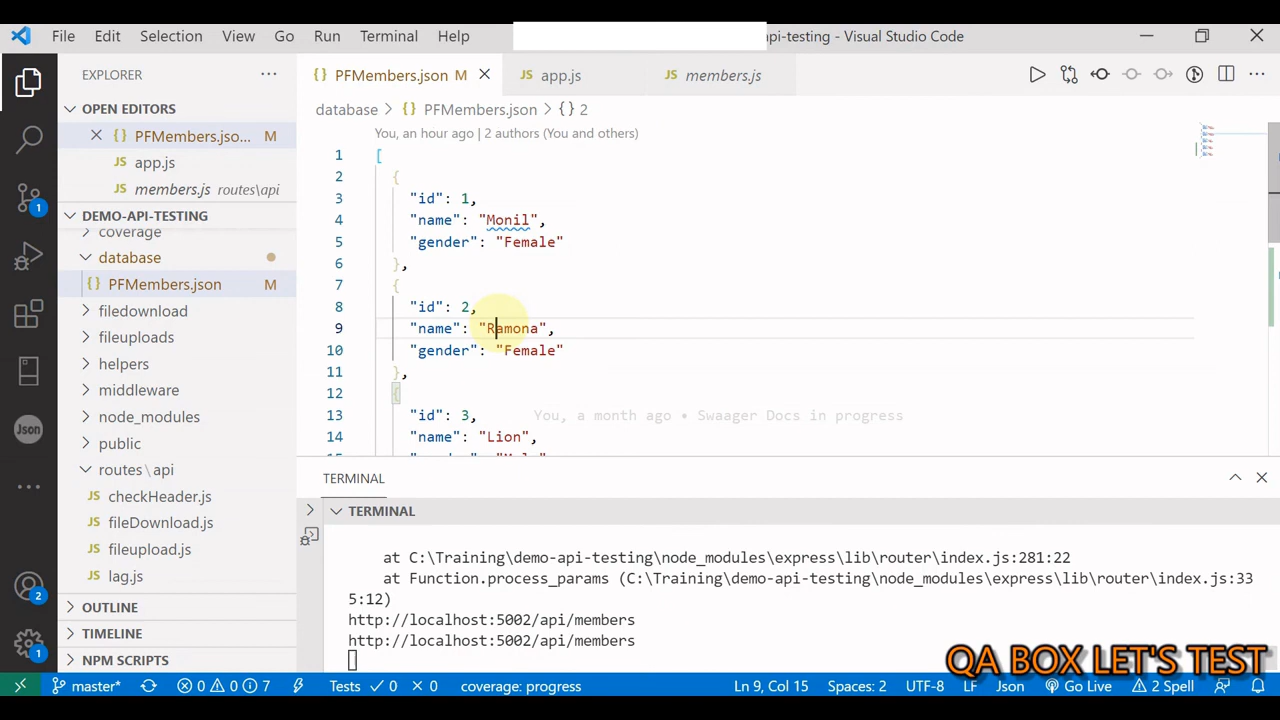 File Edit Selection View Go Run Terminal Help api-testing - Visual Studio Code
EXPLORER
OPEN EDITORS
PFMembers.jso... M
app.js
members.js routes\api
DEMO-API-TESTING
coverage
database
PFMembers.json M
filedownload
fileuploads
helpers
middleware
node_modules
public
routes\api
checkHeader.js
fileDownload.js
fileupload.js
lag.js
OUTLINE
TIMELINE
NPM SCRIPTS
Json
1
2
1
PFMembers.json M app.js members.js
database > {} PFMembers.json > {} 2
You, an hour ago | 2 authors (You and others)
1 [
2 {
3 "id": 1,
4 "name": "Monil",
5 "gender": "Female"
6 },
7 {
8 "id": 2,
9 "name": "Ramona",
10 "gender": "Female"
11 },
12 {
13 "id": 3, You, a month ago • Swaager Docs in progress
14 "name": "Lion",
TERMINAL
TERMINAL
at C:\Training\demo-api-testing\node_modules\express\lib\router\index.js:281:22
at Function.process_params (C:\Training\demo-api-testing\node_modules\express\lib\router\index.js:33
5:12)
http://localhost:5002/api/members
http://localhost:5002/api/members
QA BOX LET'S TEST
master* 0 0 7 Tests 0 0 coverage: progress Ln 9, Col 15 Spaces: 2 UTF-8 LF Json Go Live 2 Spell